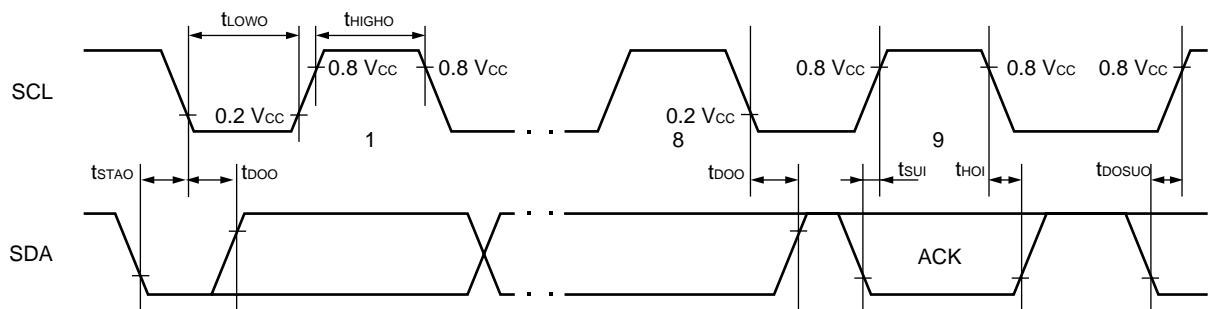 tLOWO tHIGHO
0.8 VCC 0.8 VCC 0.8 VCC 0.8 VCC 0.8 VCC
SCL
0.2 VCC 0.2 VCC
1 8 9
tSTAO tDOO tDOO tSUI tHOI tDOSUO
SDA ACK